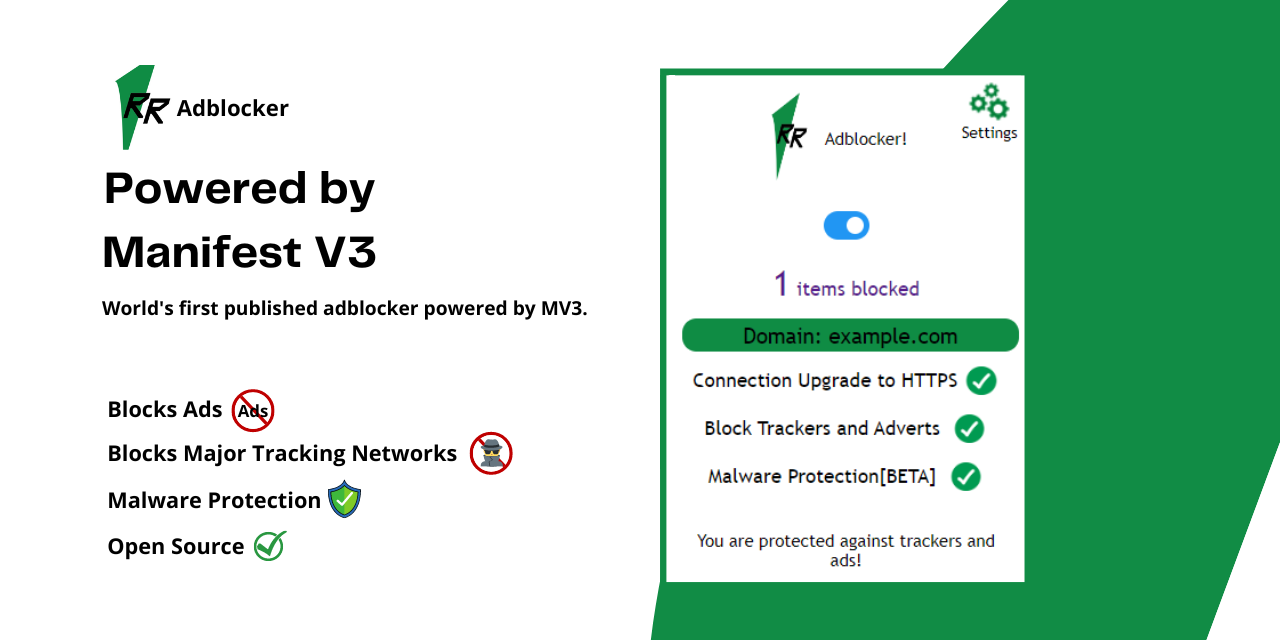 RR Adblocker
Powered by
Manifest V3
World's first published adblocker powered by MV3.
Blocks Ads Ads
Blocks Major Tracking Networks
Malware Protection
Open Source
RR Adblocker!
Settings
1 items blocked
Domain: example.com
Connection Upgrade to HTTPS
Block Trackers and Adverts
Malware Protection[BETA]
You are protected against trackers and
ads!